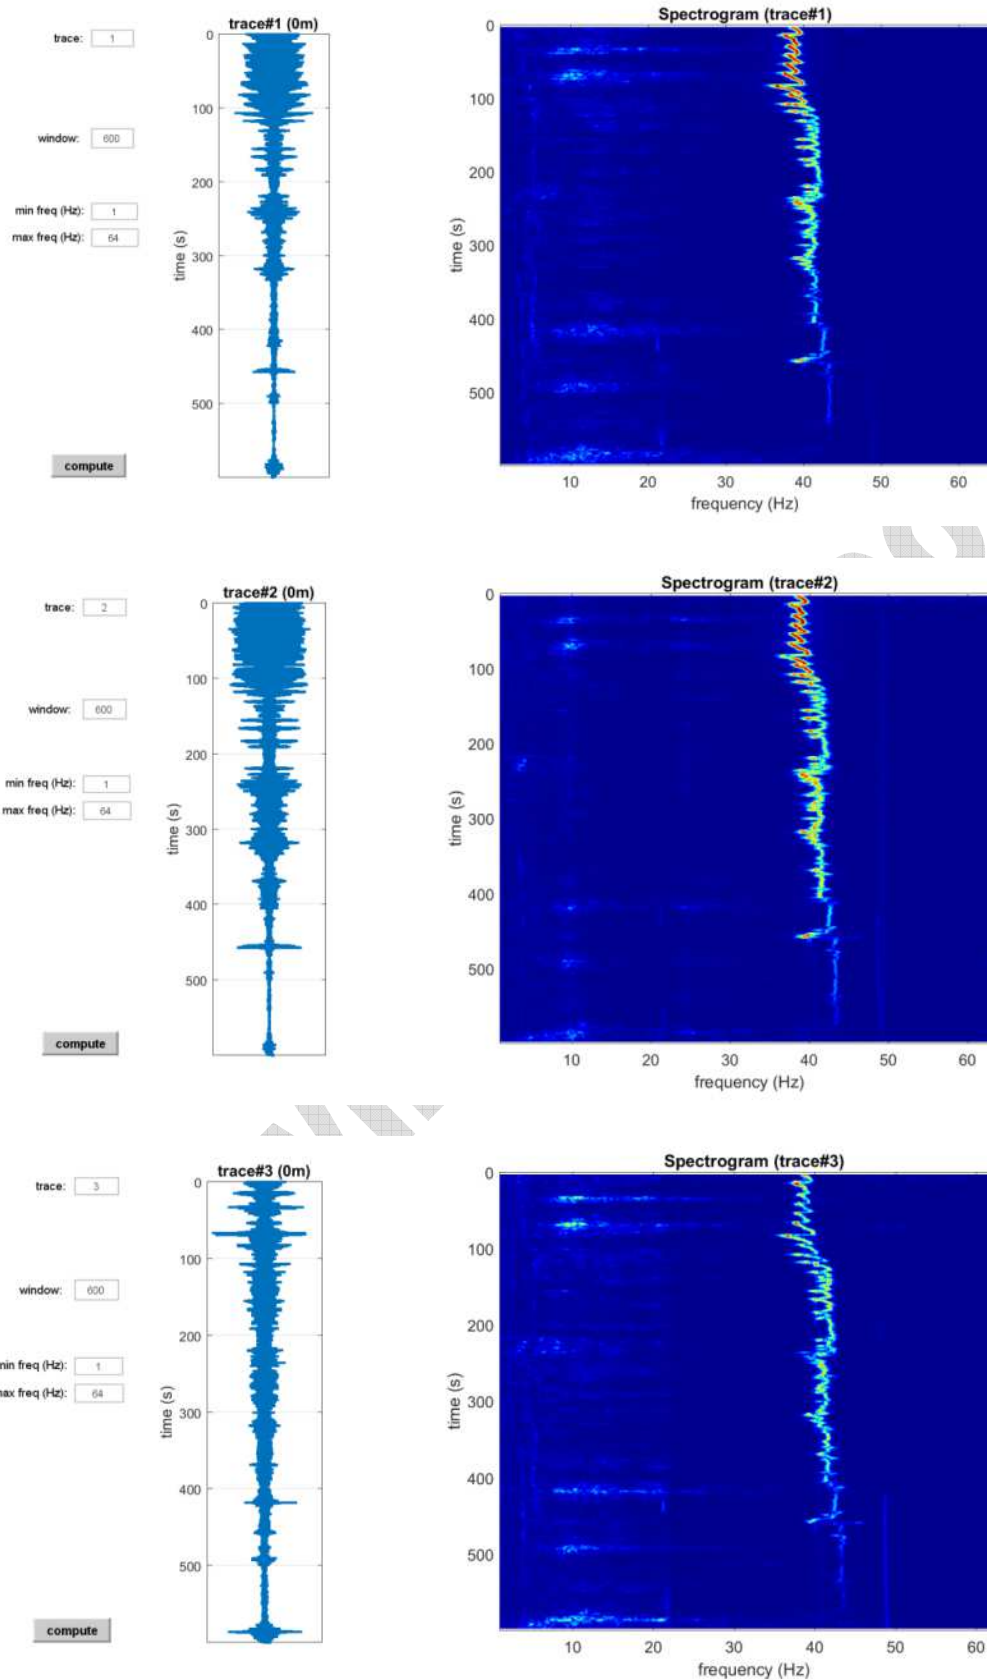 trace#1 (0m)
Spectrogram (trace#1)
trace: 1
window: 600
min freq (Hz): 1
max freq (Hz): 64
compute
0
100
200
300
400
500
time (s)
0
100
200
300
400
500
time (s)
10 20 30 40 50 60
frequency (Hz)
trace#2 (0m)
Spectrogram (trace#2)
trace: 2
window: 600
min freq (Hz): 1
max freq (Hz): 64
compute
0
100
200
300
400
500
time (s)
0
100
200
300
400
500
time (s)
10 20 30 40 50 60
frequency (Hz)
trace#3 (0m)
Spectrogram (trace#3)
trace: 3
window: 600
min freq (Hz): 1
max freq (Hz): 64
compute
0
100
200
300
400
500
time (s)
0
100
200
300
400
500
time (s)
10 20 30 40 50 60
frequency (Hz)